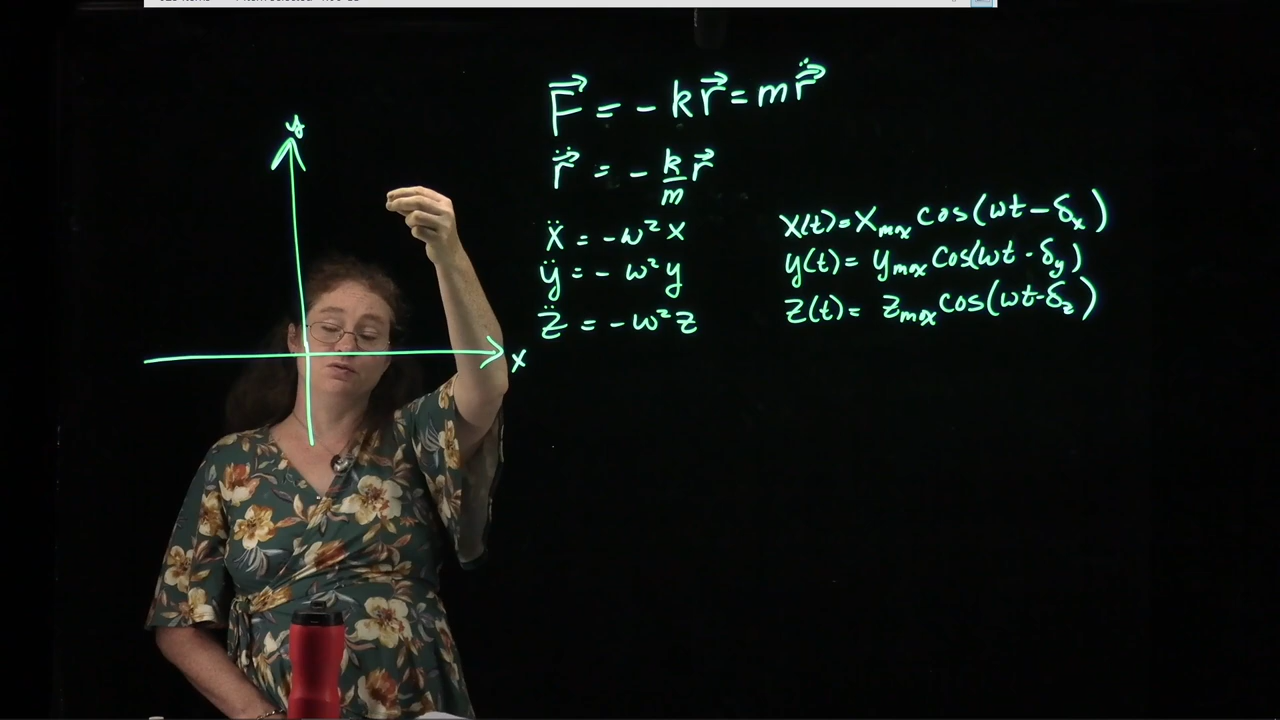 F⃗ = - k r⃗ = m r̈⃗
r̈⃗ = - k/m r⃗
ẍ = -ω² x
ÿ = - ω² y
z̈ = -ω² z
x(t) = x_max cos(ωt - δ_x)
y(t) = y_max cos(ωt - δ_y)
z(t) = z_max cos(ωt - δ_z)
y
x